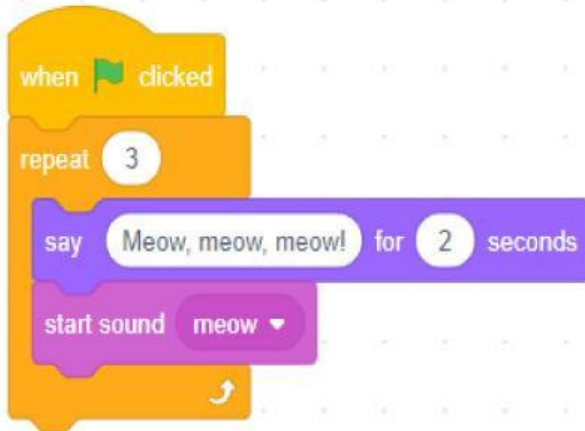 when clicked
repeat 3
say Meow, meow, meow! for 2 seconds
start sound meow